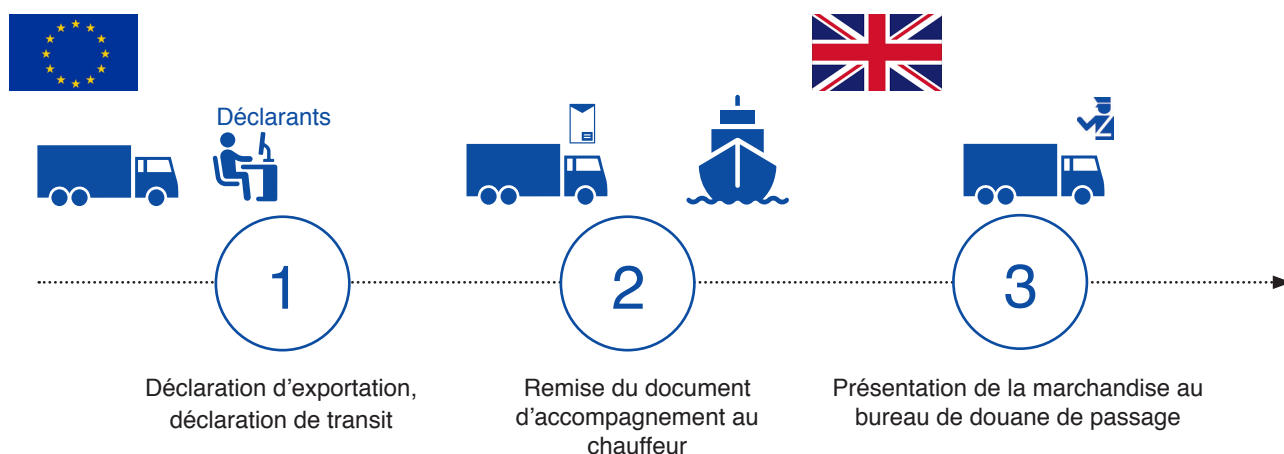 Déclarants
1
2
3
Déclaration d’exportation,
déclaration de transit
Remise du document
d’accompagnement au
chauffeur
Présentation de la marchandise au
bureau de douane de passage